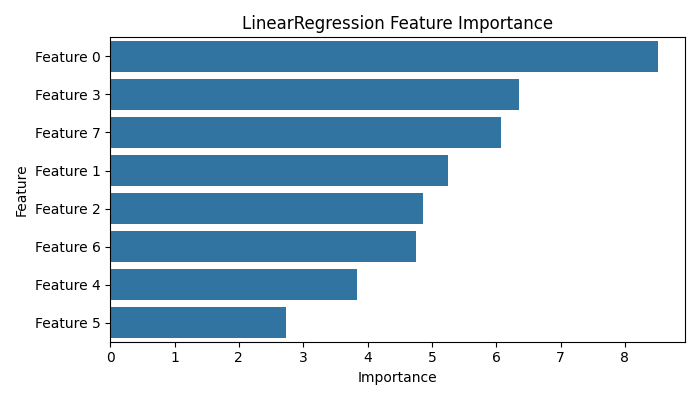 LinearRegression Feature Importance
Feature 0
Feature 3
Feature 7
Feature 1
Feature 2
Feature 6
Feature 4
Feature 5
Feature
0 1 2 3 4 5 6 7 8
Importance